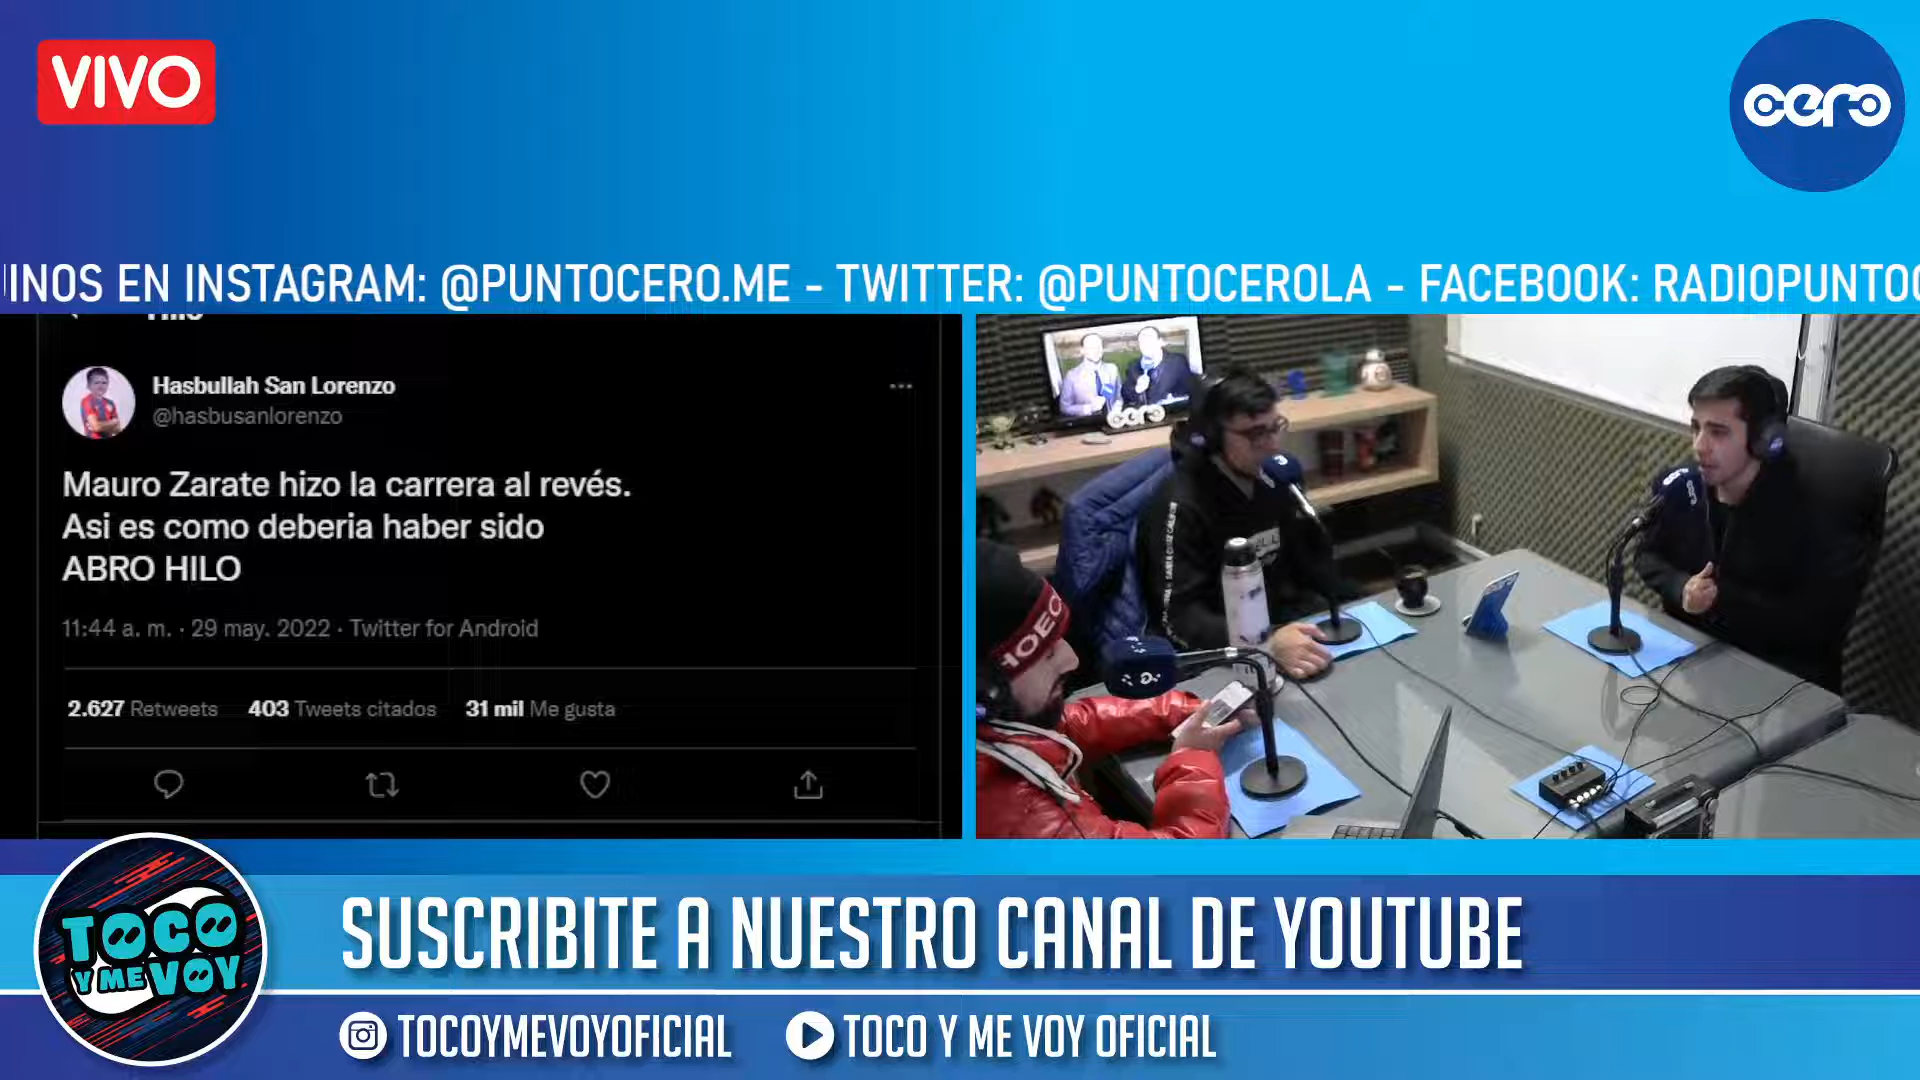 VIVO
cero
EN INSTAGRAM: @PUNTOCERO.ME - TWITTER: @PUNTOCEROLA - FACEBOOK:
Hilo
Hasbullah San Lorenzo
@hasbusanlorenzo
Mauro Zarate hizo la carrera al revés.
Asi es como deberia haber sido
ABRO HILO
11:44 a. m. · 29 may. 2022 · Twitter for Android
2.627 Retweets 403 Tweets citados 31 mil Me gusta
cero
TOCO
Y ME VOY
SUSCRIBITE A NUESTRO CANAL DE YOUTUBE
TOCOYMEVOYOFICIAL TOCO Y ME VOY OFICIAL